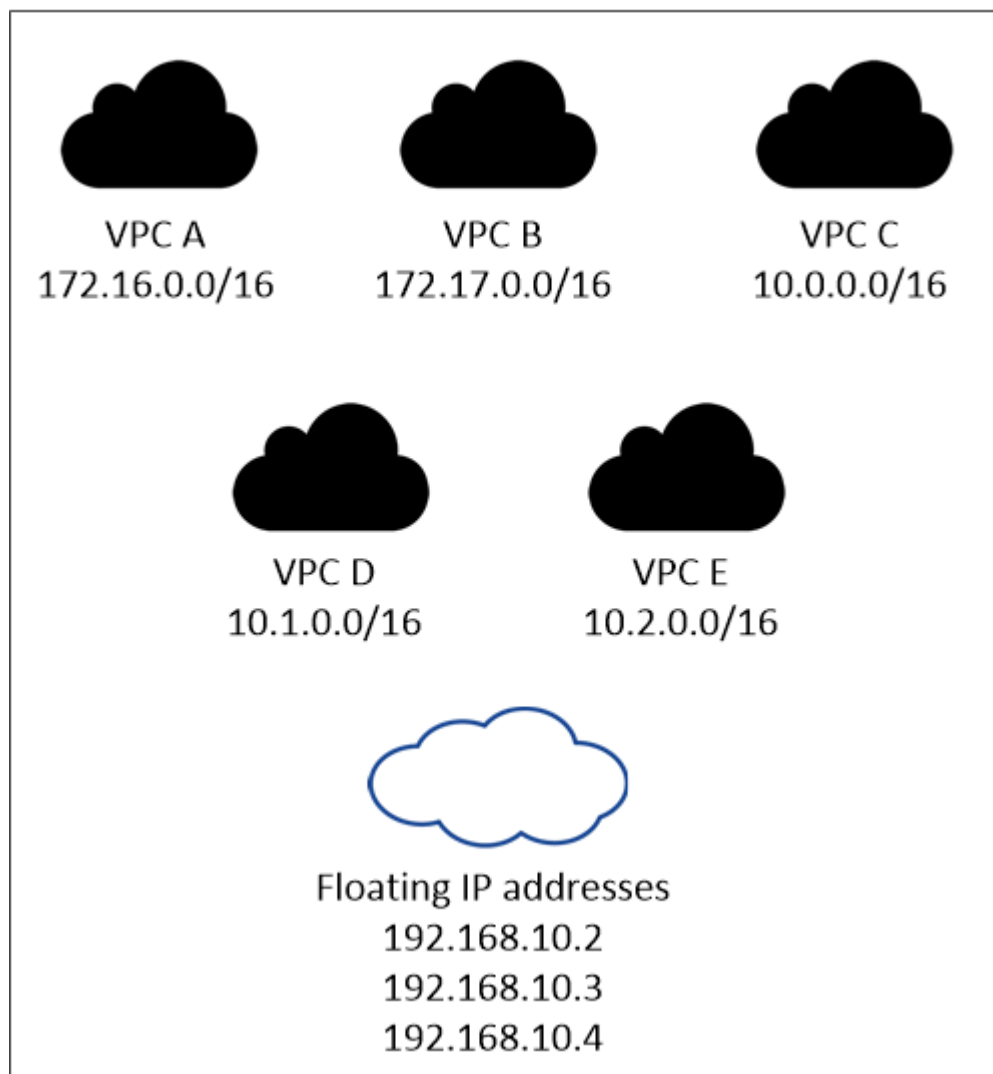 VPC A
172.16.0.0/16
VPC B
172.17.0.0/16
VPC C
10.0.0.0/16
VPC D
10.1.0.0/16
VPC E
10.2.0.0/16
Floating IP addresses
192.168.10.2
192.168.10.3
192.168.10.4